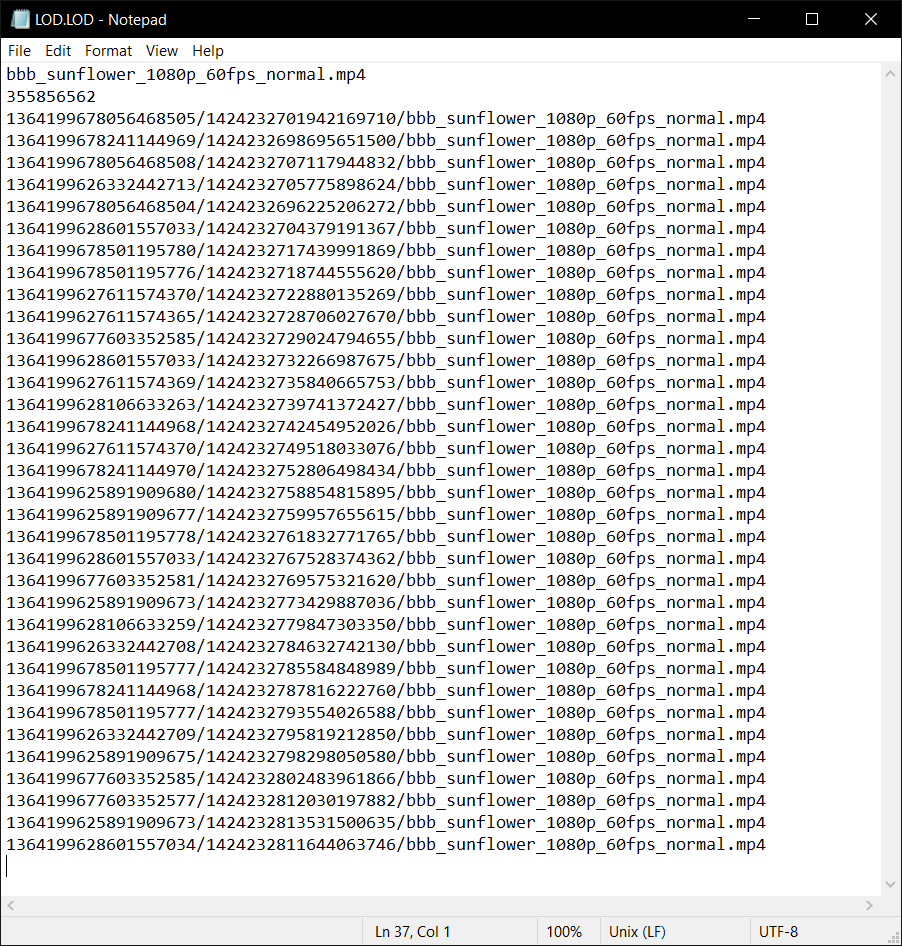 LOD.LOD - Notepad
File Edit Format View Help
bbb_sunflower_1080p_60fps_normal.mp4
355856562
1364199678056468505/1424232701942169710/bbb_sunflower_1080p_60fps_normal.mp4
1364199678241144969/1424232698695651500/bbb_sunflower_1080p_60fps_normal.mp4
1364199678056468508/1424232707117944832/bbb_sunflower_1080p_60fps_normal.mp4
1364199626332442713/1424232705775898624/bbb_sunflower_1080p_60fps_normal.mp4
1364199678056468504/1424232696225206272/bbb_sunflower_1080p_60fps_normal.mp4
1364199628601557033/1424232704379191367/bbb_sunflower_1080p_60fps_normal.mp4
1364199678501195780/1424232717439991869/bbb_sunflower_1080p_60fps_normal.mp4
1364199678501195776/1424232718744555620/bbb_sunflower_1080p_60fps_normal.mp4
1364199627611574370/1424232722880135269/bbb_sunflower_1080p_60fps_normal.mp4
1364199627611574365/1424232728706027670/bbb_sunflower_1080p_60fps_normal.mp4
1364199677603352585/1424232729024794655/bbb_sunflower_1080p_60fps_normal.mp4
1364199628601557033/1424232732266987675/bbb_sunflower_1080p_60fps_normal.mp4
1364199627611574369/1424232735840665753/bbb_sunflower_1080p_60fps_normal.mp4
1364199628106633263/1424232739741372427/bbb_sunflower_1080p_60fps_normal.mp4
1364199678241144968/1424232742454952026/bbb_sunflower_1080p_60fps_normal.mp4
1364199627611574370/1424232749518033076/bbb_sunflower_1080p_60fps_normal.mp4
1364199678241144970/1424232752806498434/bbb_sunflower_1080p_60fps_normal.mp4
1364199625891909680/1424232758854815895/bbb_sunflower_1080p_60fps_normal.mp4
1364199625891909677/1424232759957655615/bbb_sunflower_1080p_60fps_normal.mp4
1364199678501195778/1424232761832771765/bbb_sunflower_1080p_60fps_normal.mp4
1364199628601557033/1424232767528374362/bbb_sunflower_1080p_60fps_normal.mp4
1364199677603352581/1424232769575321620/bbb_sunflower_1080p_60fps_normal.mp4
1364199625891909673/1424232773429887036/bbb_sunflower_1080p_60fps_normal.mp4
1364199628106633259/1424232779847303350/bbb_sunflower_1080p_60fps_normal.mp4
1364199626332442708/1424232784632742130/bbb_sunflower_1080p_60fps_normal.mp4
1364199678501195777/1424232785584848989/bbb_sunflower_1080p_60fps_normal.mp4
1364199678241144968/1424232787816222760/bbb_sunflower_1080p_60fps_normal.mp4
1364199678501195777/1424232793554026588/bbb_sunflower_1080p_60fps_normal.mp4
1364199626332442709/1424232795819212850/bbb_sunflower_1080p_60fps_normal.mp4
1364199625891909675/1424232798298050580/bbb_sunflower_1080p_60fps_normal.mp4
1364199677603352585/1424232802483961866/bbb_sunflower_1080p_60fps_normal.mp4
1364199677603352577/1424232812030197882/bbb_sunflower_1080p_60fps_normal.mp4
1364199625891909673/1424232813531500635/bbb_sunflower_1080p_60fps_normal.mp4
1364199628601557034/1424232811644063746/bbb_sunflower_1080p_60fps_normal.mp4
Ln 37, Col 1 100% Unix (LF) UTF-8